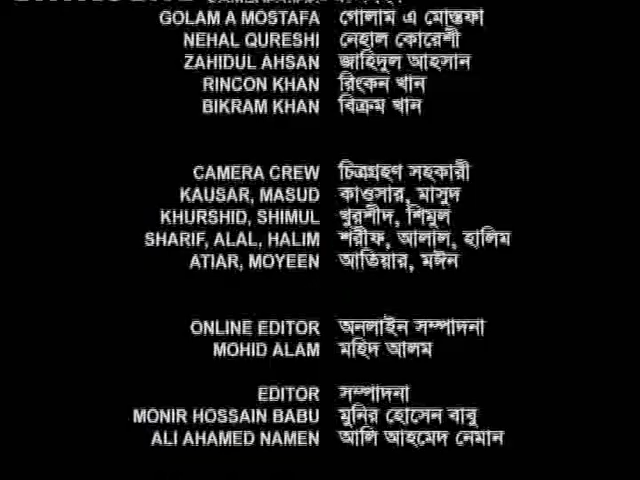 GOLAM A MOSTAFA গোলাম এ মোস্তফা
NEHAL QURESHI নেহাল কোরেশী
ZAHIDUL AHSAN জাহিদুল আহসান
RINCON KHAN রিংকন খান
BIKRAM KHAN বিক্রম খান
CAMERA CREW চিত্রগ্রহণ সহকারী
KAUSAR, MASUD কাওসার, মাসুদ
KHURSHID, SHIMUL খুরশীদ, শিমুল
SHARIF, ALAL, HALIM শরীফ, আলাল, হালিম
ATIAR, MOYEEN আতিয়ার, মঈন
ONLINE EDITOR অনলাইন সম্পাদনা
MOHID ALAM মহিদ আলম
EDITOR সম্পাদনা
MONIR HOSSAIN BABU মুনির হোসেন বাবু
ALI AHAMED NAMEN আলি আহমেদ নেমান